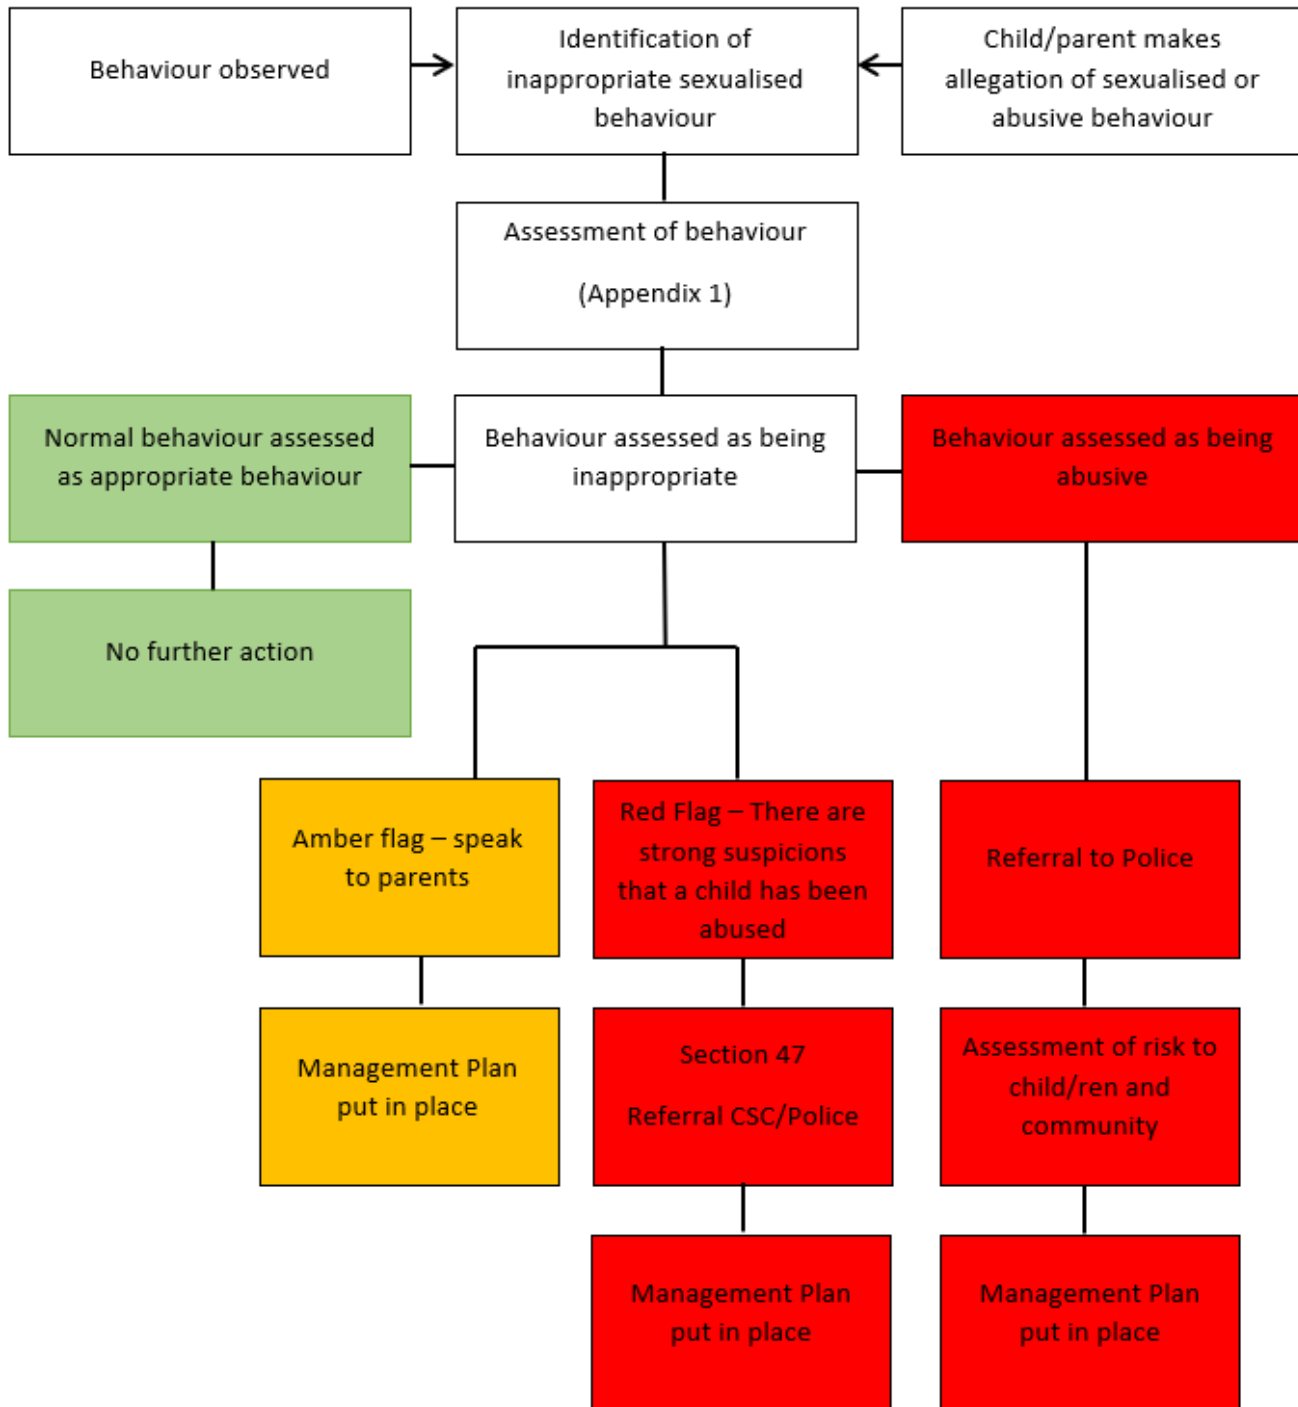 Behaviour observed
Identification of
inappropriate sexualised
behaviour
Child/parent makes
allegation of sexualised or
abusive behaviour
Assessment of behaviour
(Appendix 1)
Normal behaviour assessed
as appropriate behaviour
Behaviour assessed as being
inappropriate
Behaviour assessed as being
abusive
No further action
Amber flag – speak
to parents
Red Flag – There are
strong suspicions
that a child has been
abused
Referral to Police
Management Plan
put in place
Section 47
Referral CSC/Police
Assessment of risk to
child/ren and
community
Management Plan
put in place
Management Plan
put in place